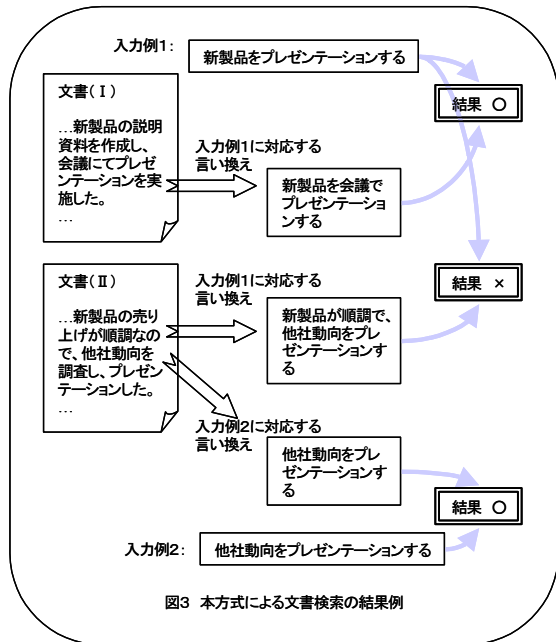 入力例1:
新製品をプレゼンテーションする
文書(Ⅰ)
…新製品の説明
資料を作成し、
会議にてプレゼ
ンテーションを実
施した。
…
入力例1に対応する
言い換え
新製品を会議で
プレゼンテーショ
ンする
結果 ○
文書(Ⅱ)
…新製品の売り
上げが順調なの
で、他社動向を
調査し、プレゼン
テーションした。
…
入力例1に対応する
言い換え
新製品が順調で、
他社動向をプレ
ゼンテーションす
る
結果 ×
入力例2に対応する
言い換え
他社動向をプレ
ゼンテーションす
る
結果 ○
入力例2:
他社動向をプレゼンテーションする
図3 本方式による文書検索の結果例